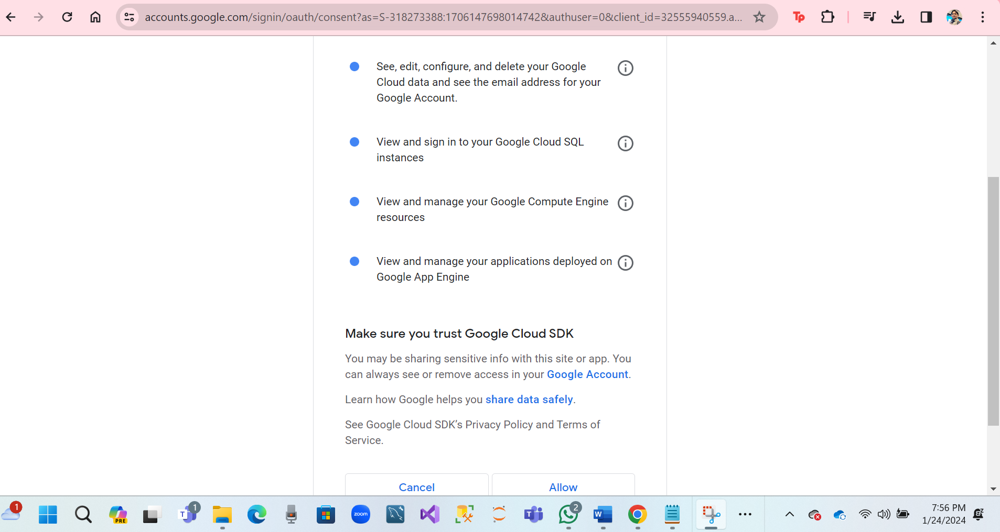 accounts.google.com/signin/oauth/consent?as=S-318273388:1706147698014742&authuser=0&client_id=32555940559.a...
Tp
See, edit, configure, and delete your Google
Cloud data and see the email address for your
Google Account.
View and sign in to your Google Cloud SQL
instances
View and manage your Google Compute Engine
resources
View and manage your applications deployed on
Google App Engine
Make sure you trust Google Cloud SDK
You may be sharing sensitive info with this site or app. You
can always see or remove access in your Google Account.
Learn how Google helps you share data safely.
See Google Cloud SDK’s Privacy Policy and Terms of
Service.
Cancel
Allow
1
PRE
T
1
zoom
T
2
W
7:56 PM
1/24/2024